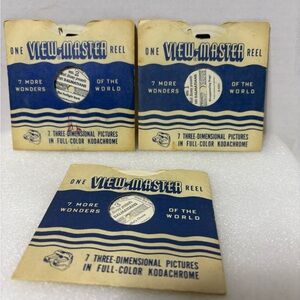 ONE VIEW-MASTER REEL
7 MORE WONDERS OF THE WORLD
7 THREE-DIMENSIONAL PICTURES
IN FULL-COLOR KODACHROME
ONE VIEW-MASTER REEL
7 MORE WONDERS OF THE WORLD
7 THREE-DIMENSIONAL PICTURES
IN FULL-COLOR KODACHROME
ONE VIEW-MASTER REEL
7 MORE WONDERS OF THE WORLD
7 THREE-DIMENSIONAL PICTURES
IN FULL-COLOR KODACHROME